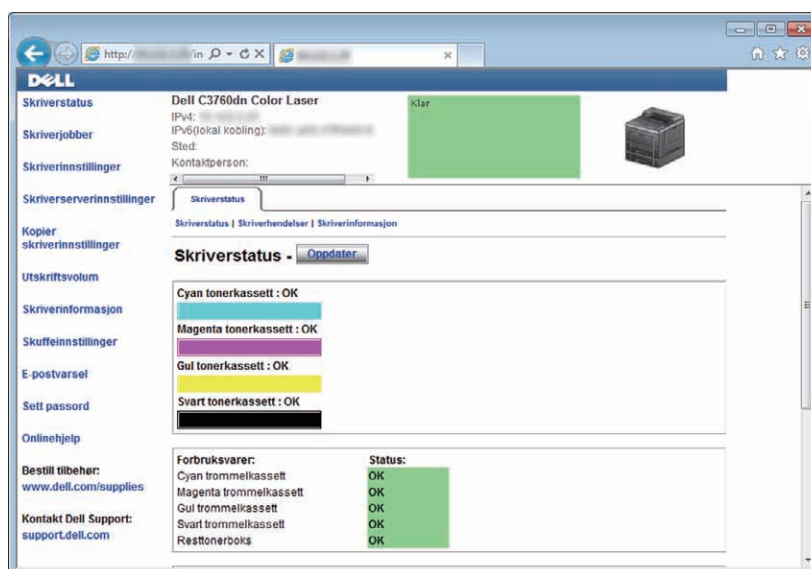 http:/ /in
DELL
Skriverstatus
Skriverjobber
Skriverinnstillinger
Skriverserverinnstillinger
Kopier
skriverinnstillinger
Utskriftsvolum
Skriverinformasjon
Skuffeinnstillinger
E-postvarsel
Sett passord
Onlinehjelp
Bestill tilbehør:
www.dell.com/supplies
Kontakt Dell Support:
support.dell.com
Dell C3760dn Color Laser
IPv4:
IPv6(lokal kobling):
Sted:
Kontaktperson:
Klar
Skriverstatus
Skriverstatus | Skriverhendelser | Skriverinformasjon
Skriverstatus - Oppdater
Cyan tonerkassett : OK
Magenta tonerkassett : OK
Gul tonerkassett : OK
Svart tonerkassett : OK
Forbruksvarer: Status:
Cyan trommelkassett OK
Magenta trommelkassett OK
Gul trommelkassett OK
Svart trommelkassett OK
Resttonerboks OK